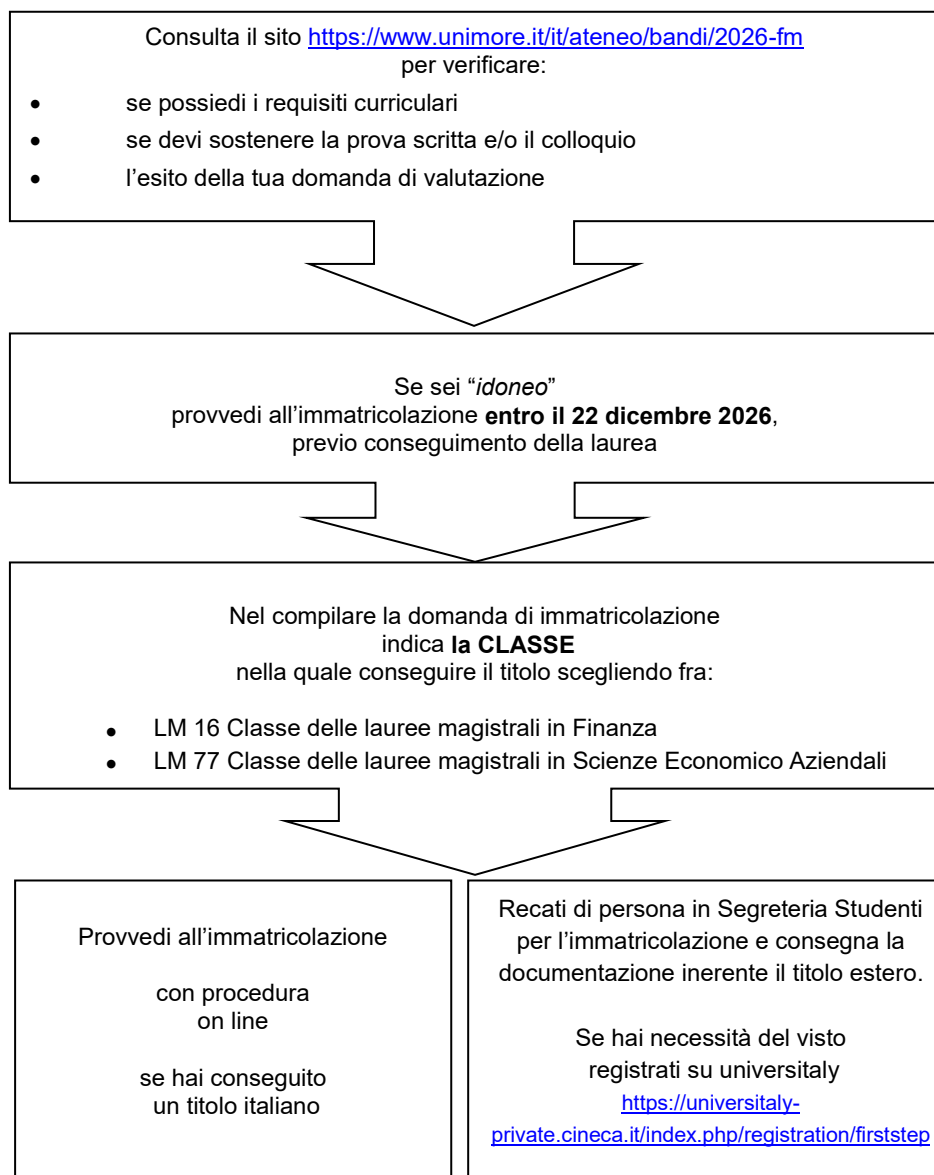 Consulta il sito https://www.unimore.it/it/ateneo/bandi/2026-fm
per verificare:
• se possiedi i requisiti curriculari
• se devi sostenere la prova scritta e/o il colloquio
• l’esito della tua domanda di valutazione
Se sei “idoneo”
provvedi all’immatricolazione entro il 22 dicembre 2026,
previo conseguimento della laurea
Nel compilare la domanda di immatricolazione
indica la CLASSE
nella quale conseguire il titolo scegliendo fra:
• LM 16 Classe delle lauree magistrali in Finanza
• LM 77 Classe delle lauree magistrali in Scienze Economico Aziendali
Provvedi all’immatricolazione
con procedura
on line
se hai conseguito
un titolo italiano
Recati di persona in Segreteria Studenti
per l’immatricolazione e consegna la
documentazione inerente il titolo estero.
Se hai necessità del visto
registrati su universitaly
https://universitaly-
private.cineca.it/index.php/registration/firststep